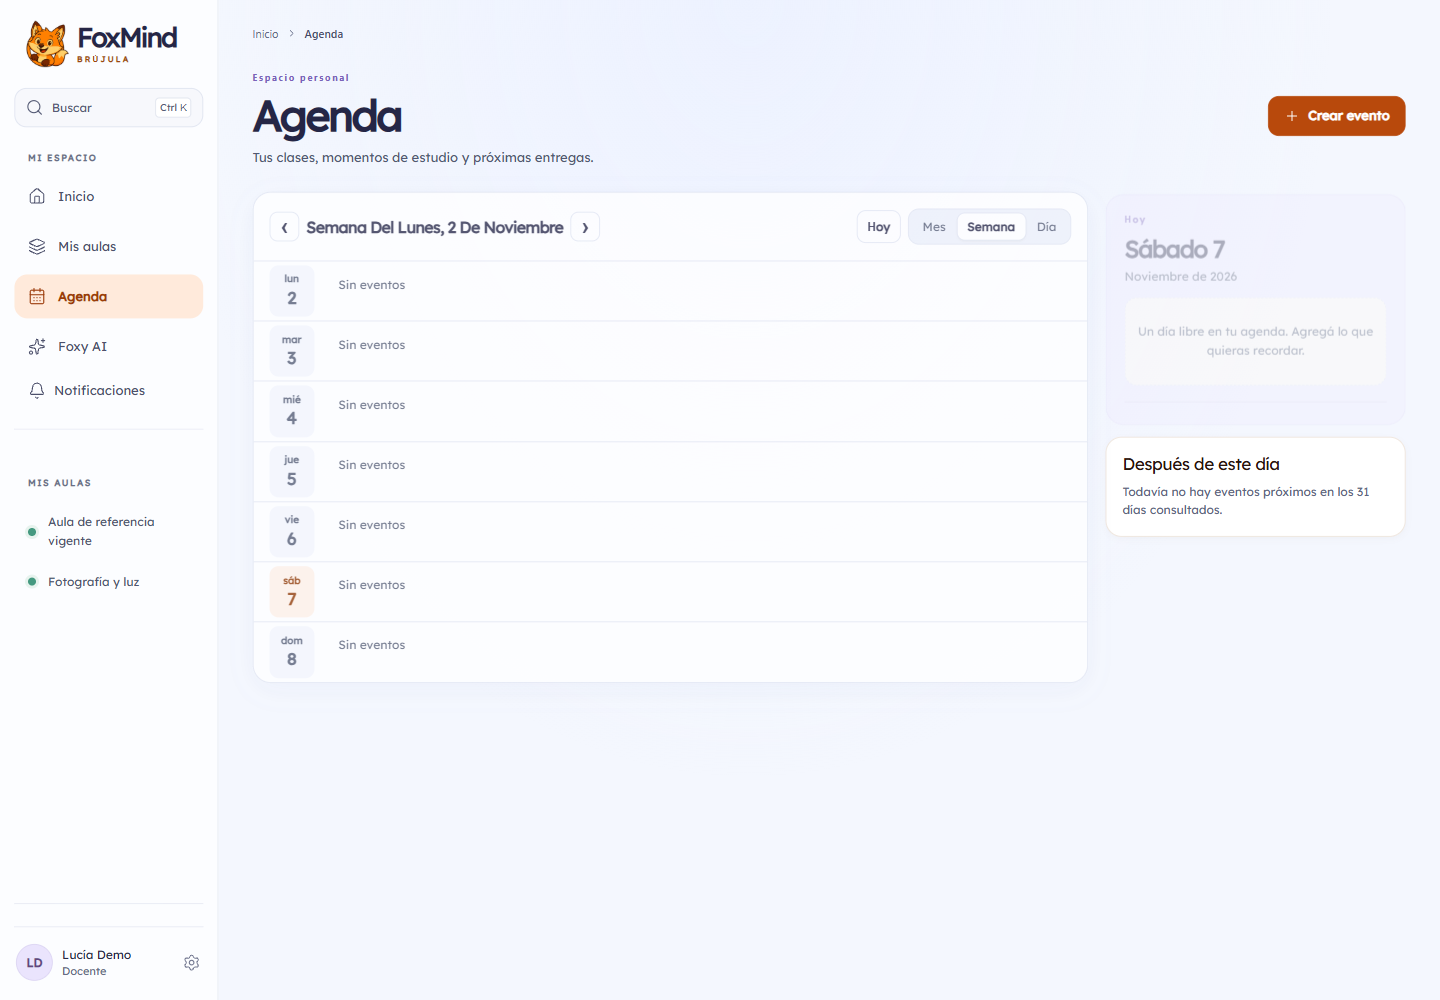 FoxMind
BRÚJULA
Buscar
Ctrl K
MI ESPACIO
Inicio
Mis aulas
Agenda
Foxy AI
Notificaciones
MIS AULAS
Aula de referencia
vigente
Fotografía y luz
LD
Lucía Demo
Docente
Inicio > Agenda
Espacio personal
Agenda
Tus clases, momentos de estudio y próximas entregas.
+ Crear evento
‹ Semana Del Lunes, 2 De Noviembre ›
Hoy
Mes Semana Día
lun
2
Sin eventos
mar
3
Sin eventos
mié
4
Sin eventos
jue
5
Sin eventos
vie
6
Sin eventos
sáb
7
Sin eventos
dom
8
Sin eventos
Hoy
Sábado 7
Noviembre de 2026
Un día libre en tu agenda. Agregá lo que
quieras recordar.
Después de este día
Todavía no hay eventos próximos en los 31
días consultados.